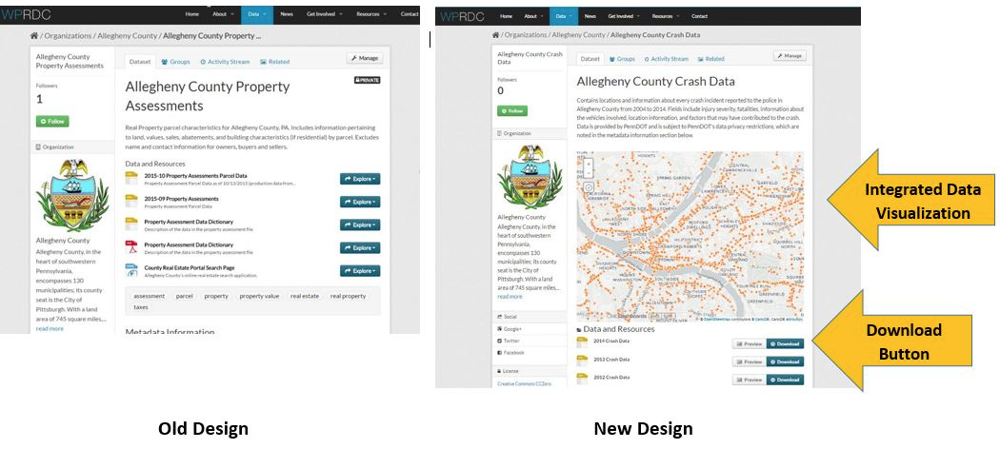 WPRDC
Home About Data News Get Involved Resources Contact
/ Organizations / Allegheny County / Allegheny County Property ...
Allegheny County
Property Assessments
Followers
1
Follow
Organization
Allegheny County
Allegheny County, in the
heart of southwestern
Pennsylvania,
encompasses 130
municipalities; its county
seat is the City of
Pittsburgh. With a land
area of 745 square miles,...
read more
Dataset Groups Activity Stream Related Manage
PRIVATE
Allegheny County Property
Assessments
Real Property parcel characteristics for Allegheny County, PA. Includes information pertaining
to land, values, sales, abatements, and building characteristics (if residential) by parcel. Excludes
name and contact information for owners, buyers and sellers.
Data and Resources
2015-10 Property Assessments Parcel Data
Property Assessment Parcel Data as of 10/13/2015 (production data from...
Explore
2015-09 Property Assessments
Property Assessment Parcel Data
Explore
Property Assessment Data Dictionary
Description of the data in the property assessment file
Explore
Property Assessment Data Dictionary
Description of the data in the property assessment file
Explore
County Real Estate Portal Search Page
Allegheny County's online real estate search application.
Explore
assessment parcel property property value real estate real property
taxes
Metadata Information
Old Design
WPRDC
Home About Data News Get Involved Resources Contact
/ Organizations / Allegheny County / Allegheny County Crash Data
Allegheny County Crash
Data
Followers
0
Follow
Organization
Allegheny County
Allegheny County, in the
heart of southwestern
Pennsylvania,
encompasses 130
municipalities; its county
seat is the City of
Pittsburgh. With a land
area of 745 square miles,...
read more
Social
Google+
Twitter
Facebook
License
Creative Commons CCZero
Dataset Groups Activity Stream Related Manage
Allegheny County Crash Data
Contains locations and information about every crash incident reported to the police in
Allegheny County from 2004 to 2014. Fields include injury severity, fatalities, information about
the vehicles involved, location information, and factors that may have contributed to the crash.
Data is provided by PennDOT and is subject to PennDOT's data privacy restrictions, which are
noted in the metadata information section below.
SPRING GARDEN
CENTRAL
LAWRENCEVILLE
GARFIELD
POLISH HILL
BEDFORD
DWELLINGS
SQUIRREL HILL
GREENFIELD
© OpenStreetMap contributors © CartoDB, CartoDB attribution
Data and Resources
2014 Crash Data
Preview Download
2013 Crash Data
Preview Download
2012 Crash Data
Preview Download
New Design
Integrated Data
Visualization
Download
Button